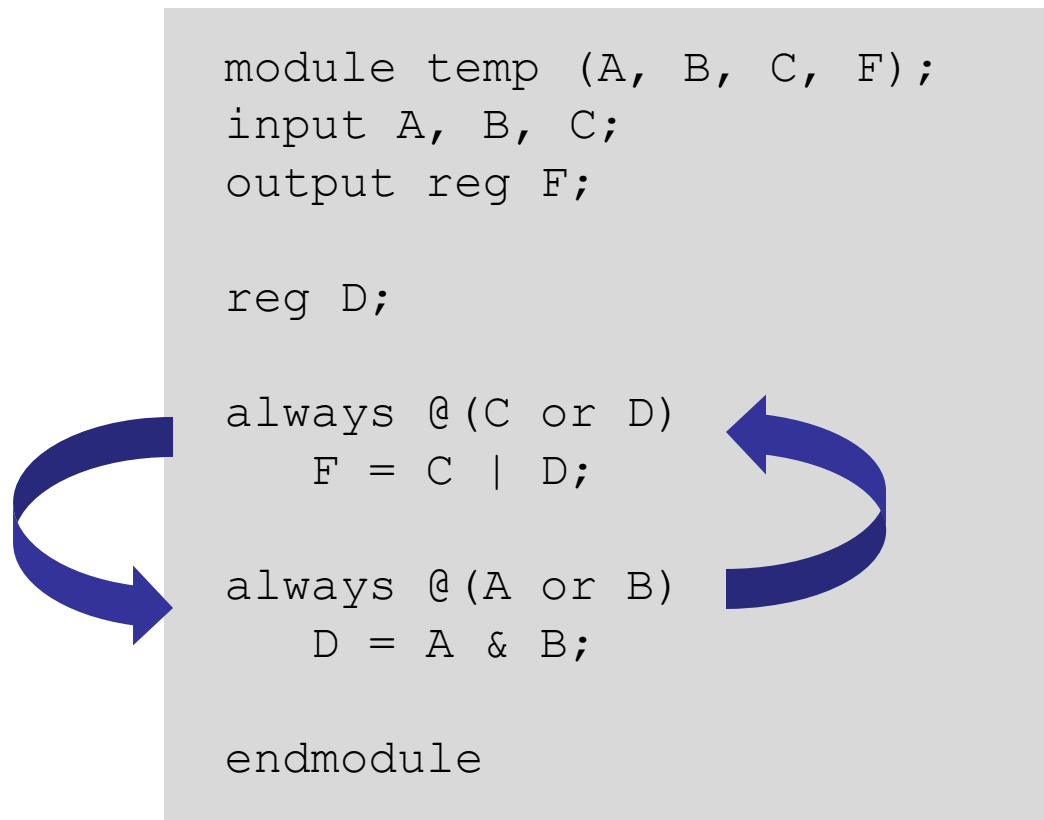 module temp (A, B, C, F);
input A, B, C;
output reg F;
reg D;
always @(C or D)
F = C | D;
always @(A or B)
D = A & B;
endmodule